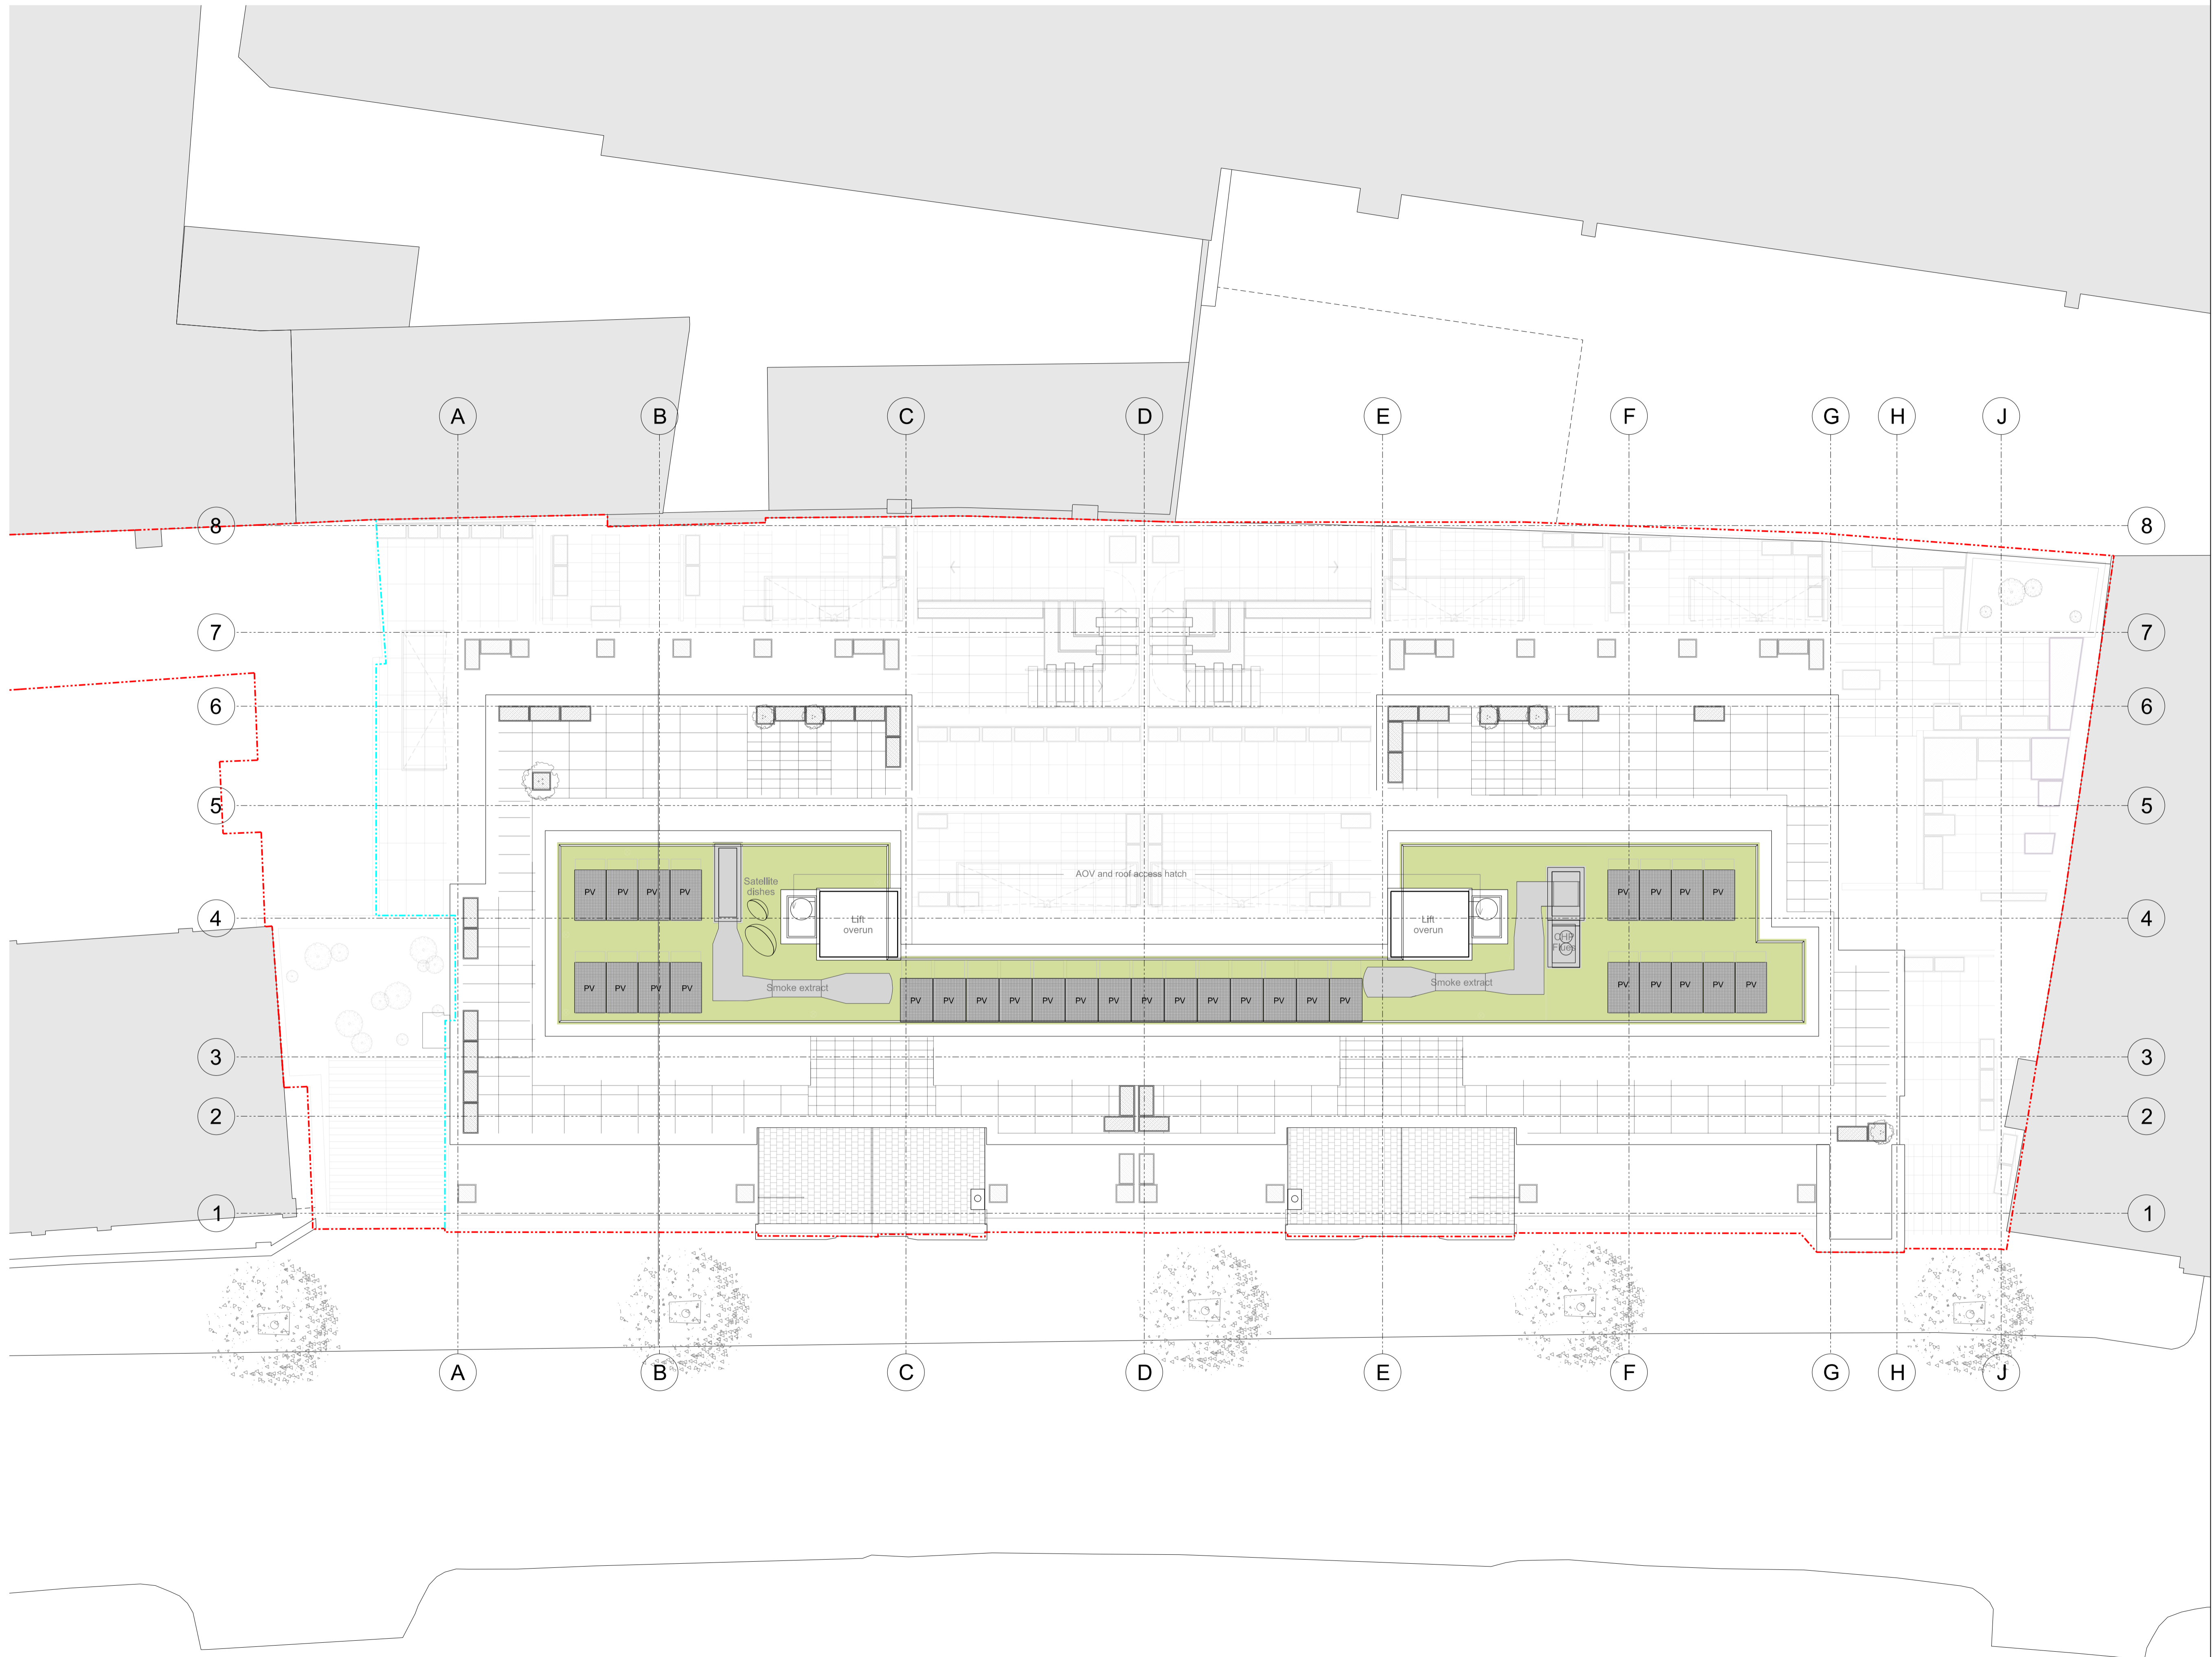 A B C D E F G H J
8 8
7 7
6 6
5 5
AOV and roof access hatch
Satellite
dishes
PV PV PV PV
PV PV PV PV
4 4
Lift
overun
Lift
overun
CHP
Flues
PV PV PV PV
Smoke extract
Smoke extract
PV PV PV PV PV
PV PV PV PV PV PV PV PV PV PV PV PV PV PV
3 3
2 2
1 1
A B C D E F G H J